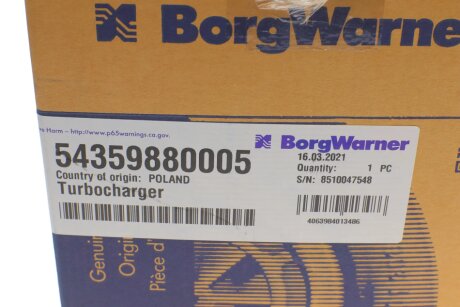 BorgWarner
Harm – http://www.p65warnings.ca.gov.
BorgWarner
54359880005
16.03.2021
Country of origin: POLAND
Quantity: 1 PC
Turbocharger
S/N: 8510047548
4063984013486
Genuin
Origi
Pièce d'